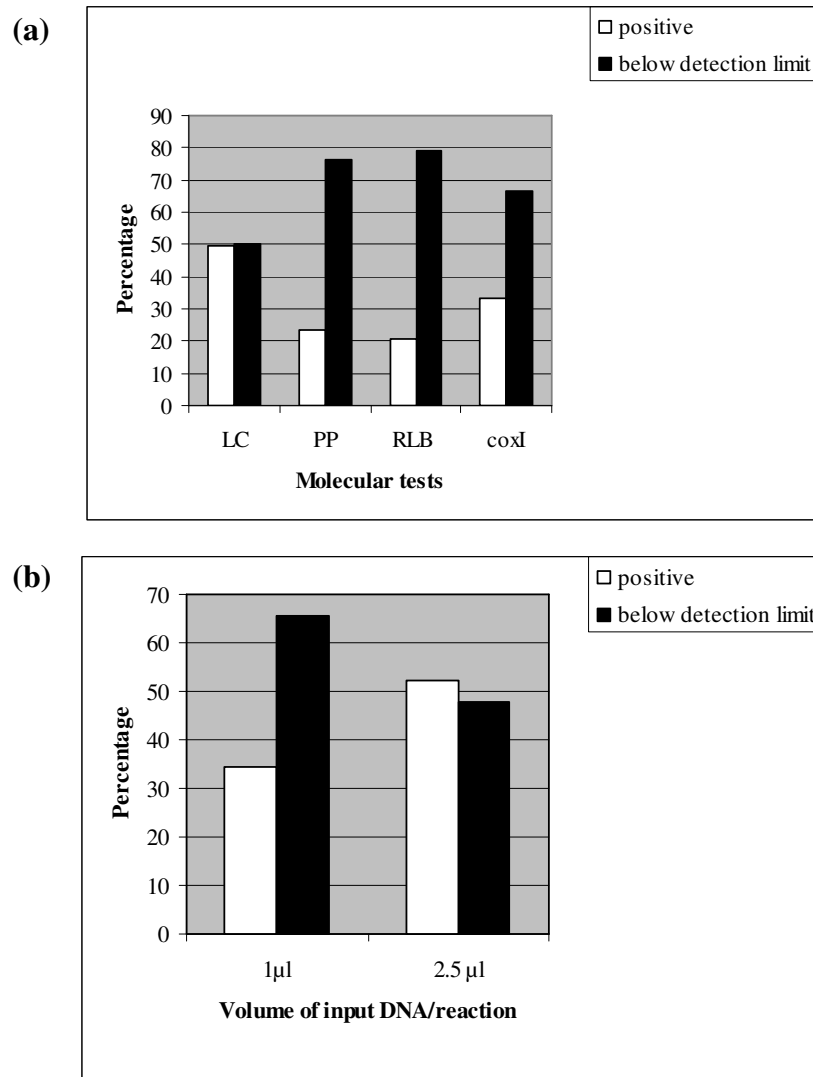 (a)
positive
below detection limit
90
80
70
60
50
40
30
20
10
0
Percentage
LC PP RLB coxI
Molecular tests
(b)
positive
below detection limit
70
60
50
40
30
20
10
0
Percentage
1µl 2.5 µl
Volume of input DNA/reaction